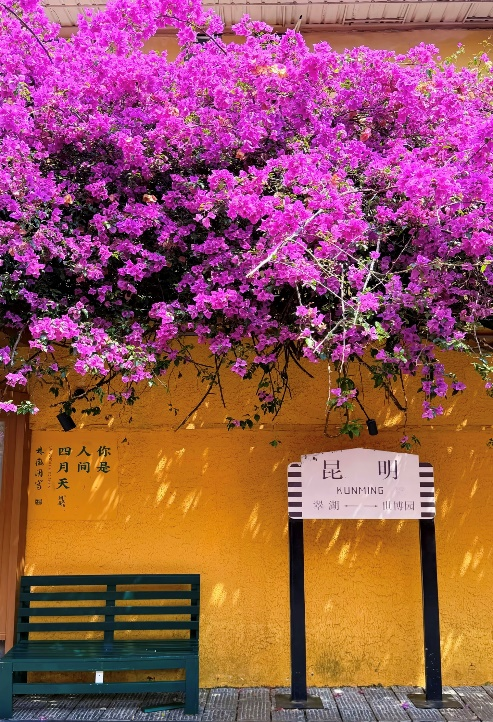 你是
人间
四月天
昆 明
KUNMING
翠湖 ←→ 世博园